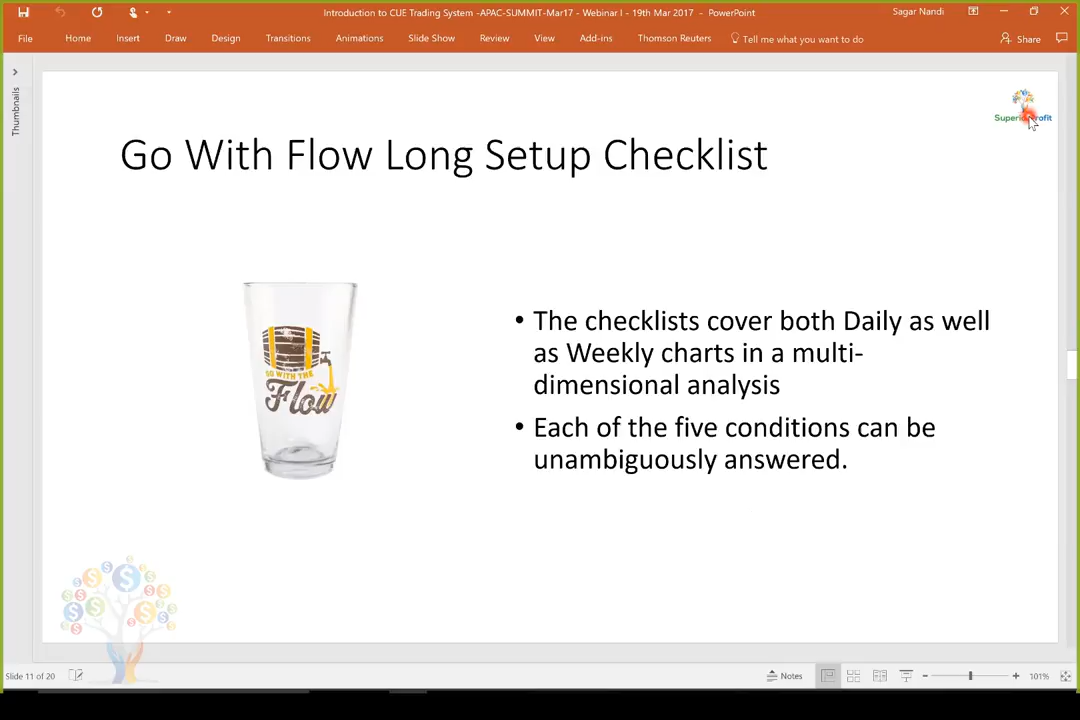 Introduction to CUE Trading System -APAC-SUMMIT-Mar17 - Webinar I - 19th Mar 2017 - PowerPoint
Sagar Nandi
File
Home
Insert
Draw
Design
Transitions
Animations
Slide Show
Review
View
Add-ins
Thomson Reuters
Tell me what you want to do
Share
Thumbnails
Go With Flow Long Setup Checklist
GO WITH THE
Flow
• The checklists cover both Daily as well
as Weekly charts in a multi-
dimensional analysis
• Each of the five conditions can be
unambiguously answered.
Slide 11 of 20
Notes
101%